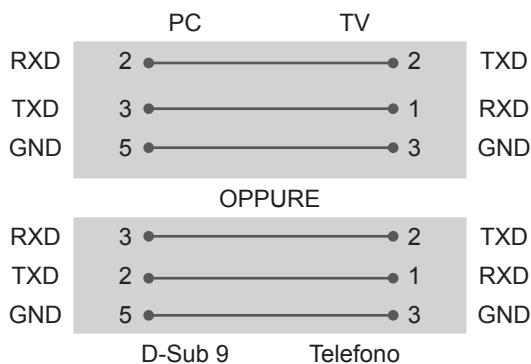 PC TV
RXD 2 2 TXD
TXD 3 1 RXD
GND 5 3 GND
OPPURE
RXD 3 2 TXD
TXD 2 1 RXD
GND 5 3 GND
D-Sub 9 Telefono